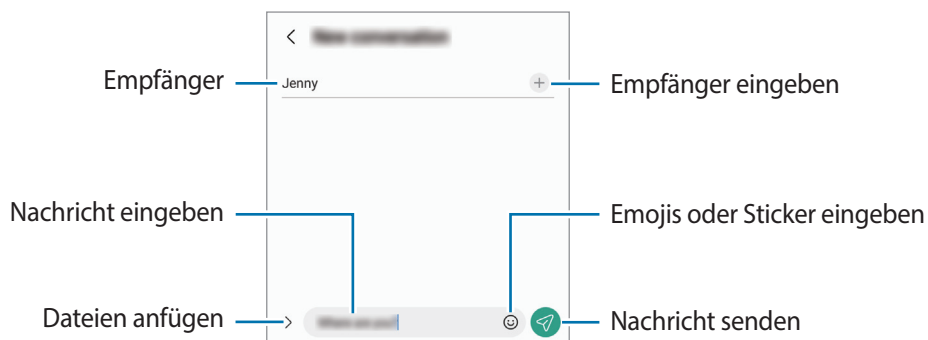 Empfänger
Jenny
Empfänger eingeben
Nachricht eingeben
Emojis oder Sticker eingeben
Dateien anfügen
Nachricht senden